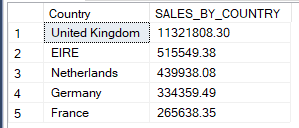 Country SALES_BY_COUNTRY
1 United Kingdom 11321808.30
2 EIRE 515549.38
3 Netherlands 439938.08
4 Germany 334359.49
5 France 265638.35